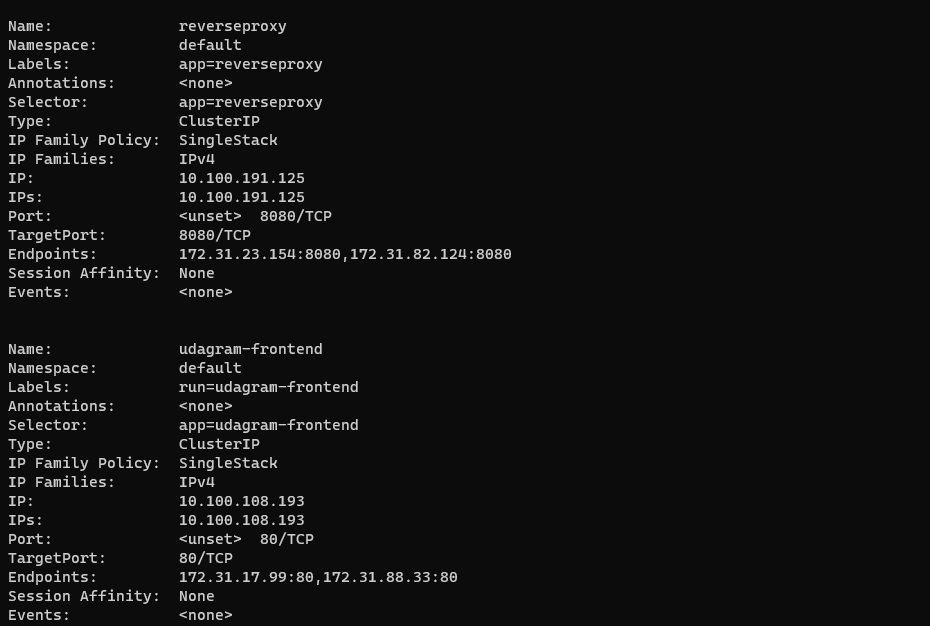 Name:              reverseproxy
Namespace:         default
Labels:            app=reverseproxy
Annotations:       <none>
Selector:          app=reverseproxy
Type:              ClusterIP
IP Family Policy:  SingleStack
IP Families:       IPv4
IP:                10.100.191.125
IPs:               10.100.191.125
Port:              <unset>  8080/TCP
TargetPort:        8080/TCP
Endpoints:         172.31.23.154:8080,172.31.82.124:8080
Session Affinity:  None
Events:            <none>
Name:              udagram-frontend
Namespace:         default
Labels:            run=udagram-frontend
Annotations:       <none>
Selector:          app=udagram-frontend
Type:              ClusterIP
IP Family Policy:  SingleStack
IP Families:       IPv4
IP:                10.100.108.193
IPs:               10.100.108.193
Port:              <unset>  80/TCP
TargetPort:        80/TCP
Endpoints:         172.31.17.99:80,172.31.88.33:80
Session Affinity:  None
Events:            <none>